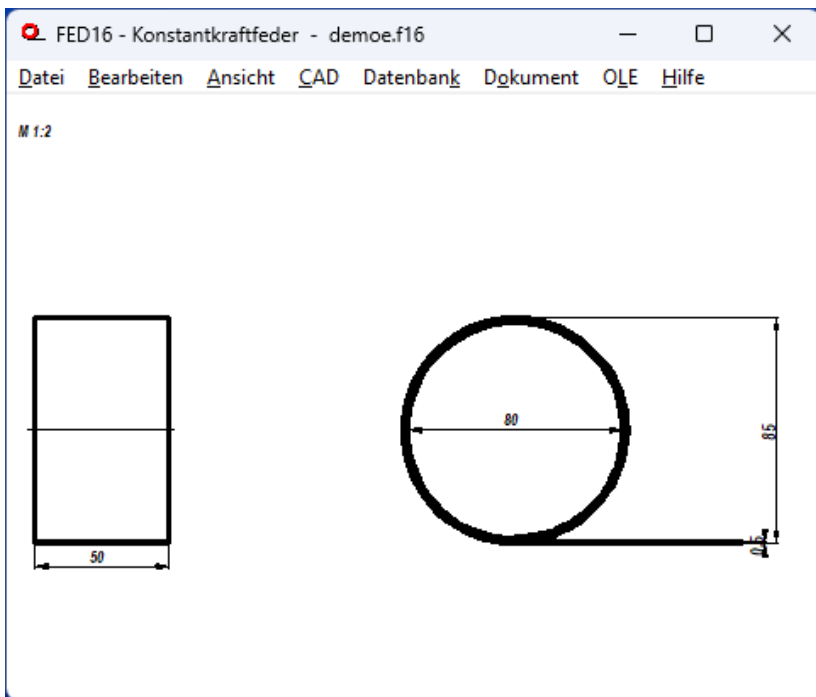 FED16 - Konstantkraftfeder - demoe.f16
Datei Bearbeiten Ansicht CAD Datenbank Dokument OLE Hilfe
M 1:2
80
85
0.5
50